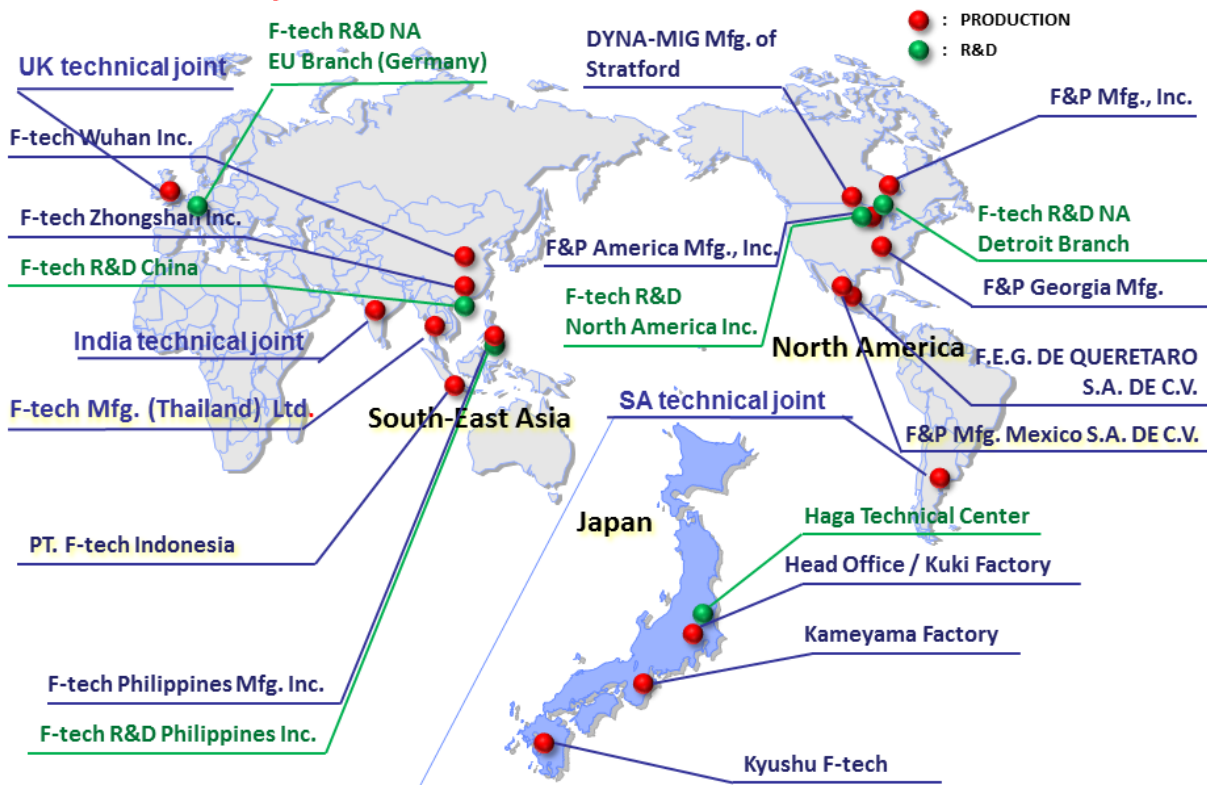 : PRODUCTION
: R&D
F-tech R&D NA
EU Branch (Germany)
UK technical joint
F-tech Wuhan Inc.
F-tech Zhongshan Inc.
F-tech R&D China
India technical joint
F-tech Mfg. (Thailand) Ltd.
South-East Asia
PT. F-tech Indonesia
F-tech Philippines Mfg. Inc.
F-tech R&D Philippines Inc.
DYNA-MIG Mfg. of
Stratford
F&P Mfg., Inc.
F&P America Mfg., Inc.
F-tech R&D NA
Detroit Branch
F-tech R&D
North America Inc.
F&P Georgia Mfg.
North America
F.E.G. DE QUERETARO
S.A. DE C.V.
SA technical joint
F&P Mfg. Mexico S.A. DE C.V.
Japan
Haga Technical Center
Head Office / Kuki Factory
Kameyama Factory
Kyushu F-tech